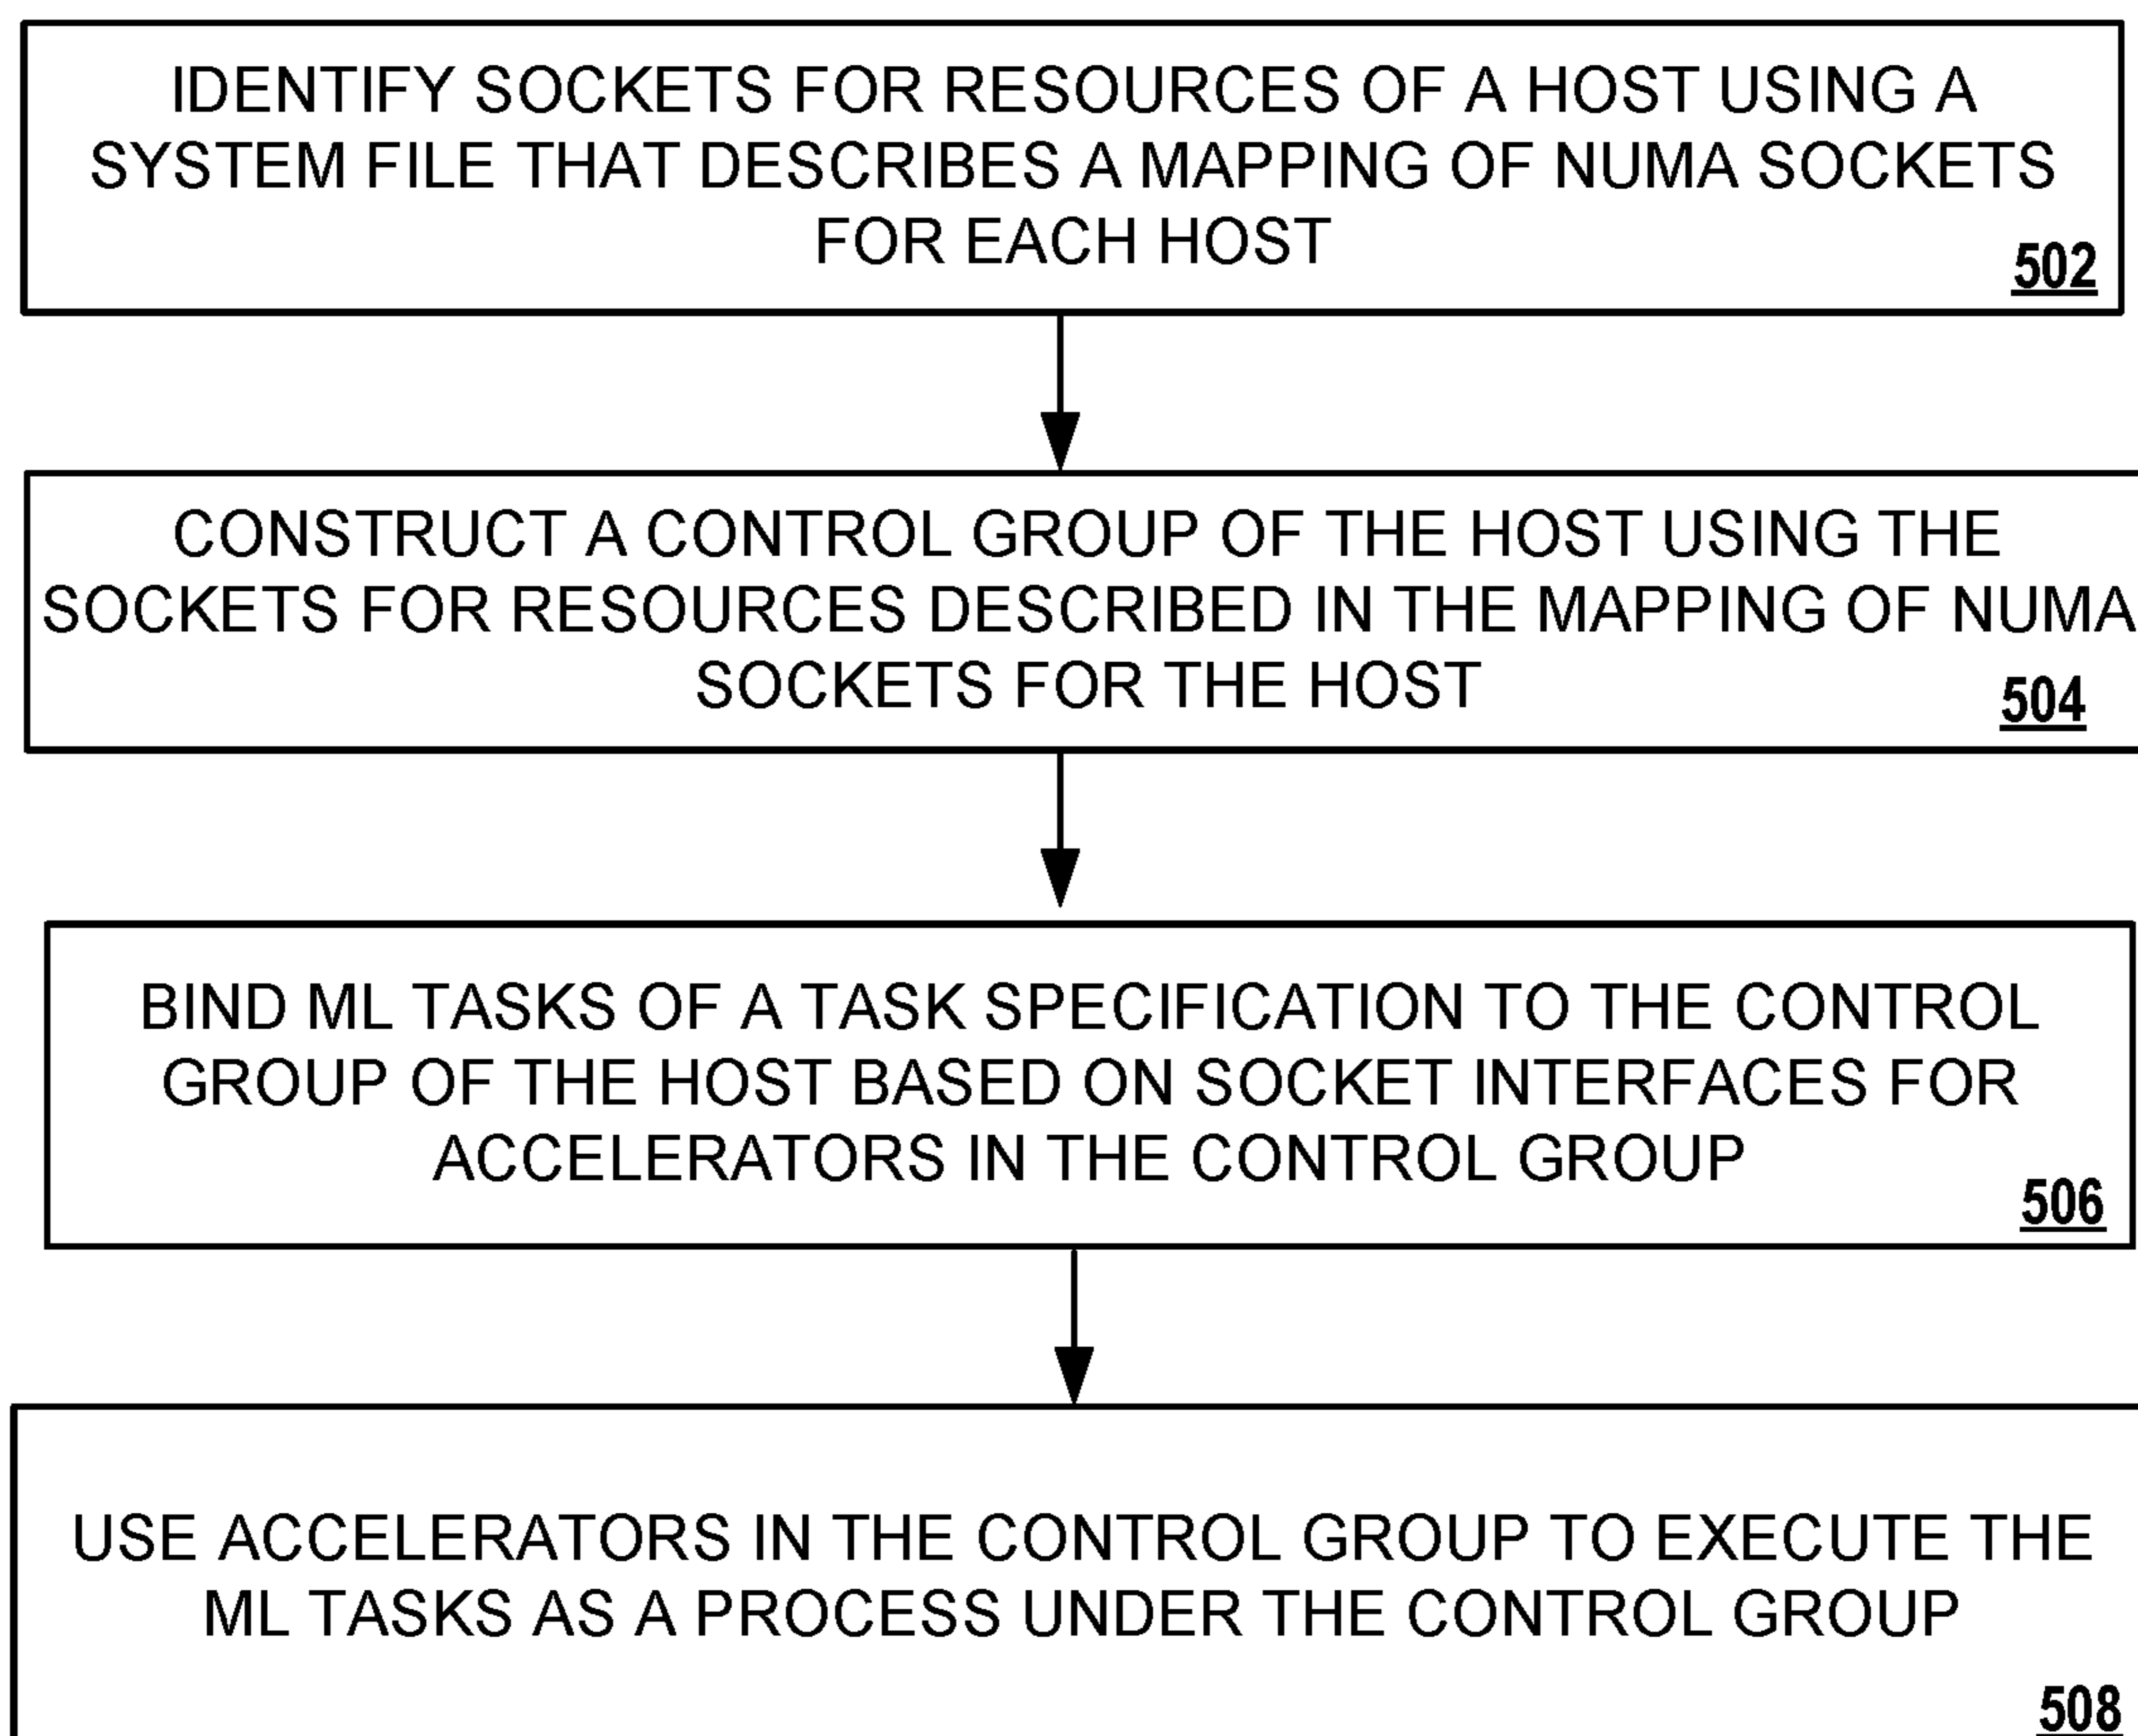 IDENTIFY SOCKETS FOR RESOURCES OF A HOST USING A
SYSTEM FILE THAT DESCRIBES A MAPPING OF NUMA SOCKETS
FOR EACH HOST
502
CONSTRUCT A CONTROL GROUP OF THE HOST USING THE
SOCKETS FOR RESOURCES DESCRIBED IN THE MAPPING OF NUMA
SOCKETS FOR THE HOST
504
BIND ML TASKS OF A TASK SPECIFICATION TO THE CONTROL
GROUP OF THE HOST BASED ON SOCKET INTERFACES FOR
ACCELERATORS IN THE CONTROL GROUP
506
USE ACCELERATORS IN THE CONTROL GROUP TO EXECUTE THE
ML TASKS AS A PROCESS UNDER THE CONTROL GROUP
508